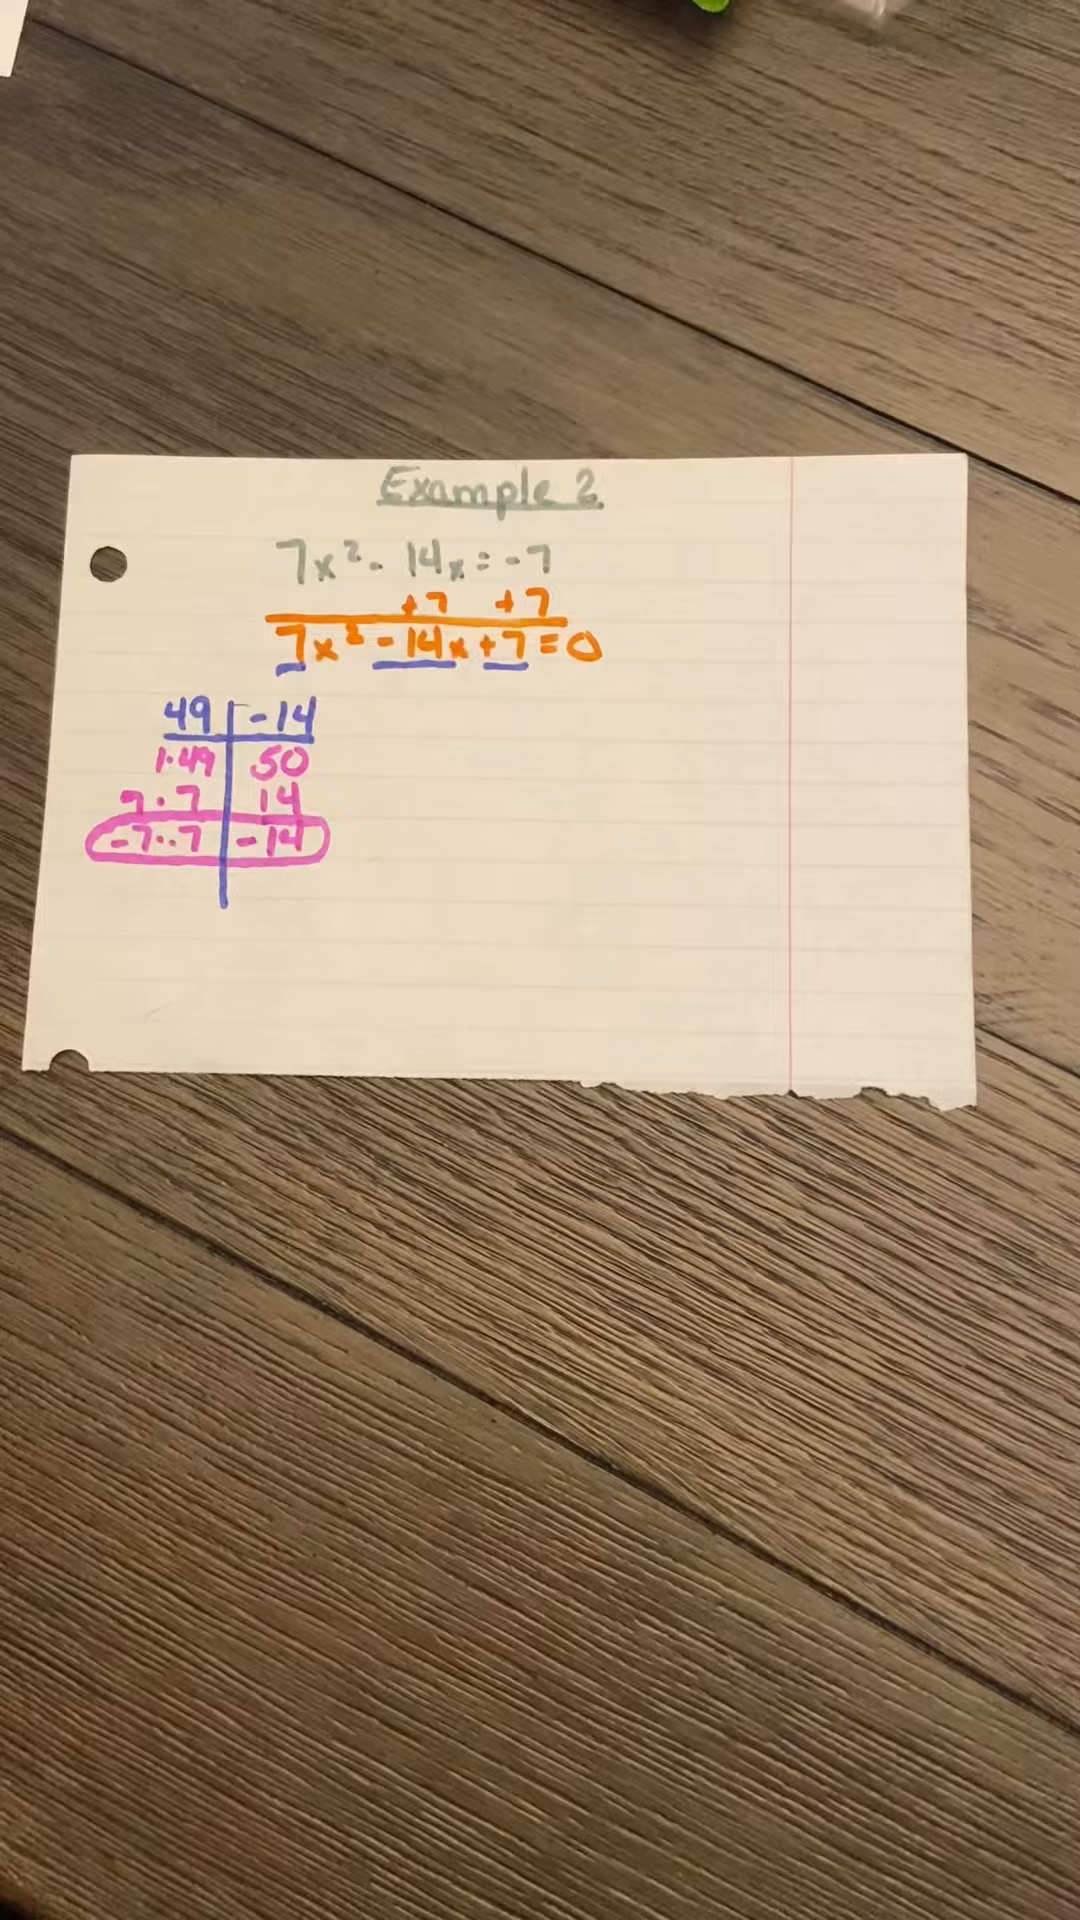 Example 2
7x² - 14x = -7
+7 +7
7x² - 14x + 7 = 0
49 | -14
1·49 | 50
7·7 | 14
-7·-7 | -14